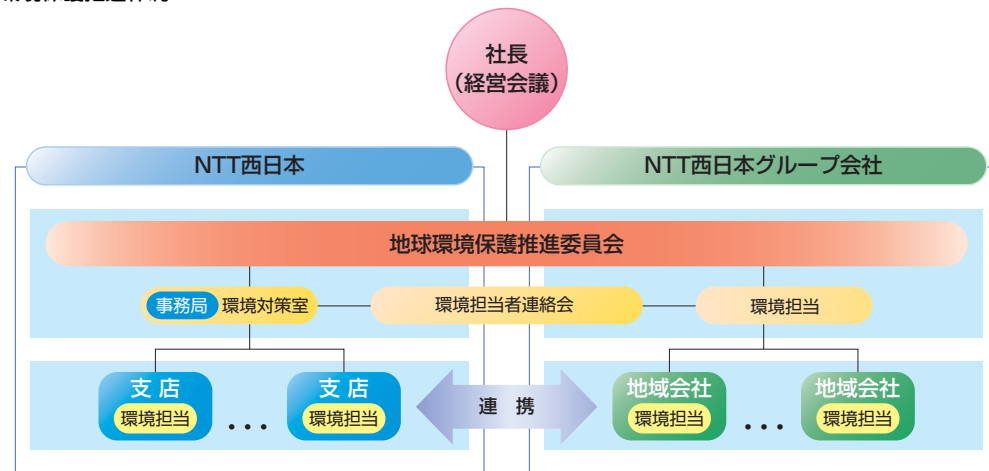 社長
（経営会議）
NTT西日本
NTT西日本グループ会社
地球環境保護推進委員会
事務局 環境対策室
環境担当者連絡会
環境担当
支店
環境担当
・・・
支店
環境担当
連携
地域会社
環境担当
・・・
地域会社
環境担当